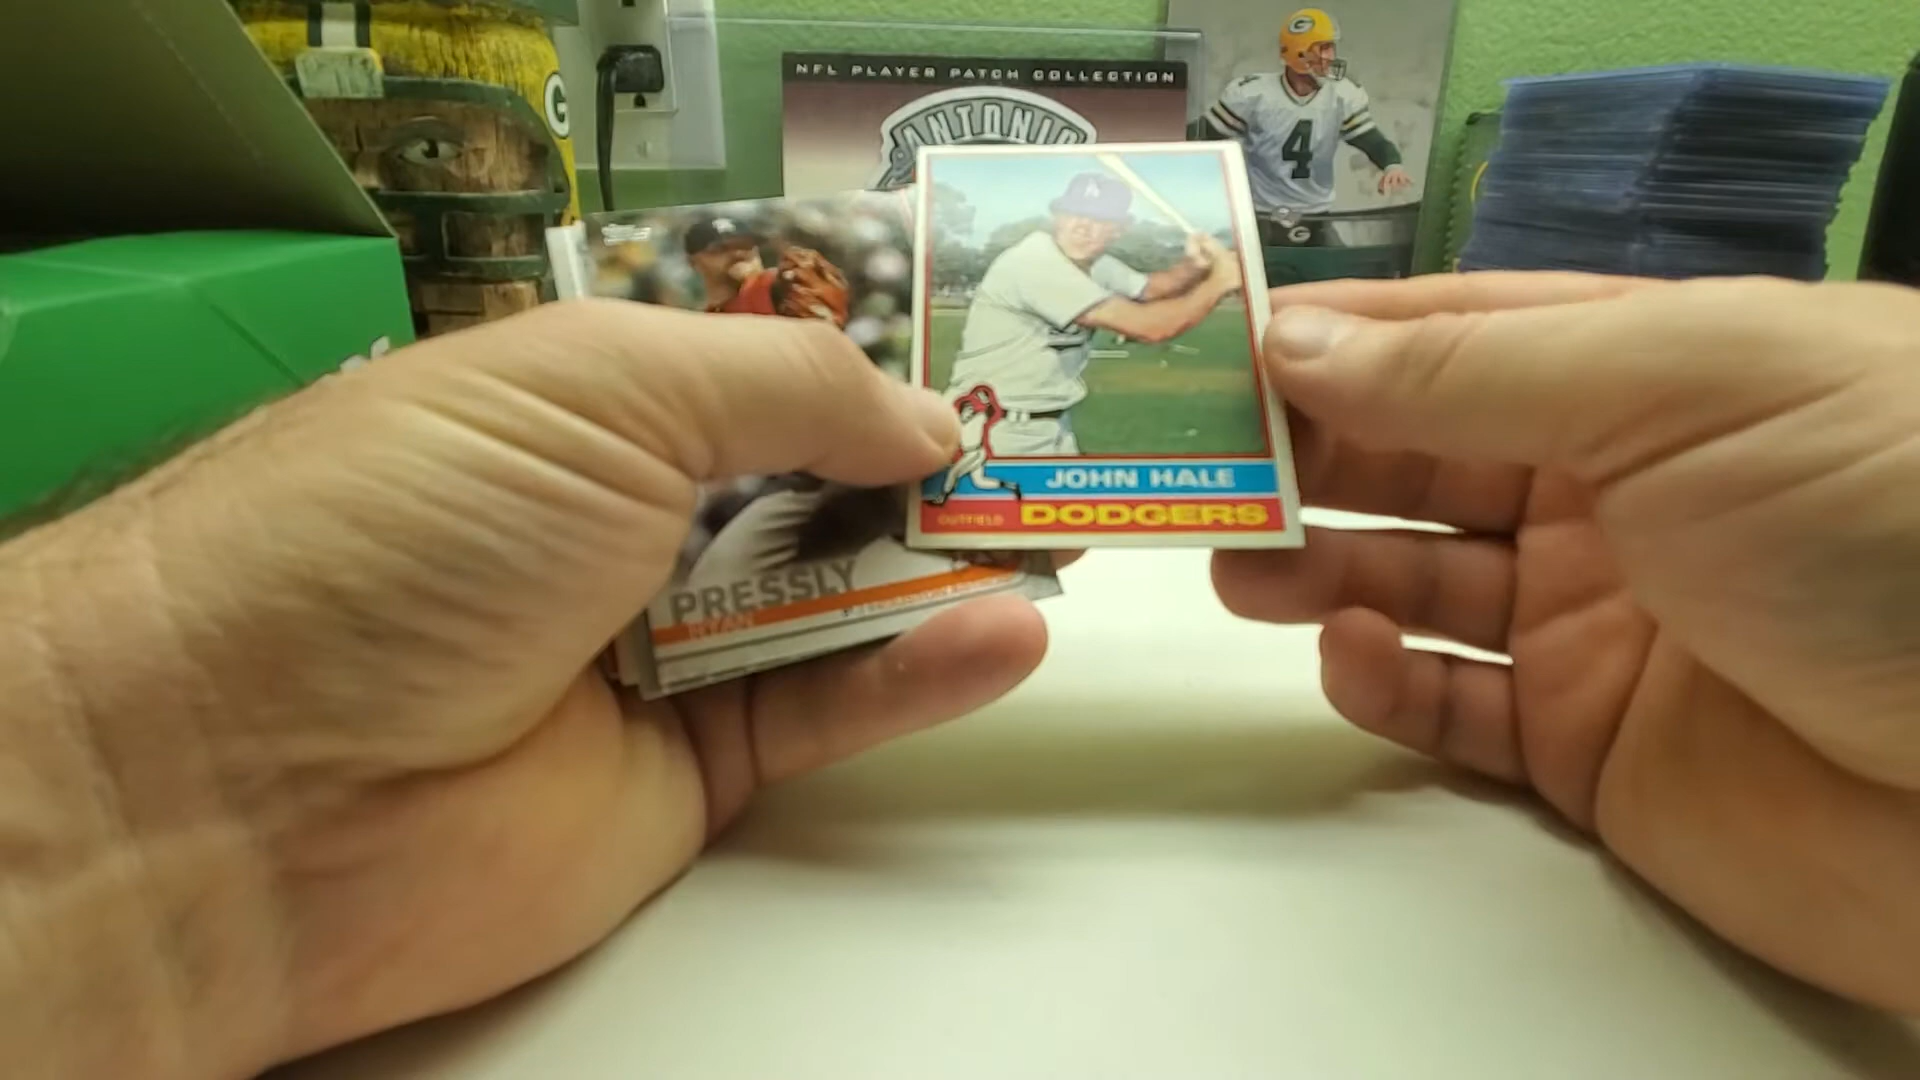 NFL PLAYER PATCH COLLECTION
ANTONIO
G
G
4
G
A
JOHN HALE
OUTFIELD DODGERS
PRESSLY
RYAN